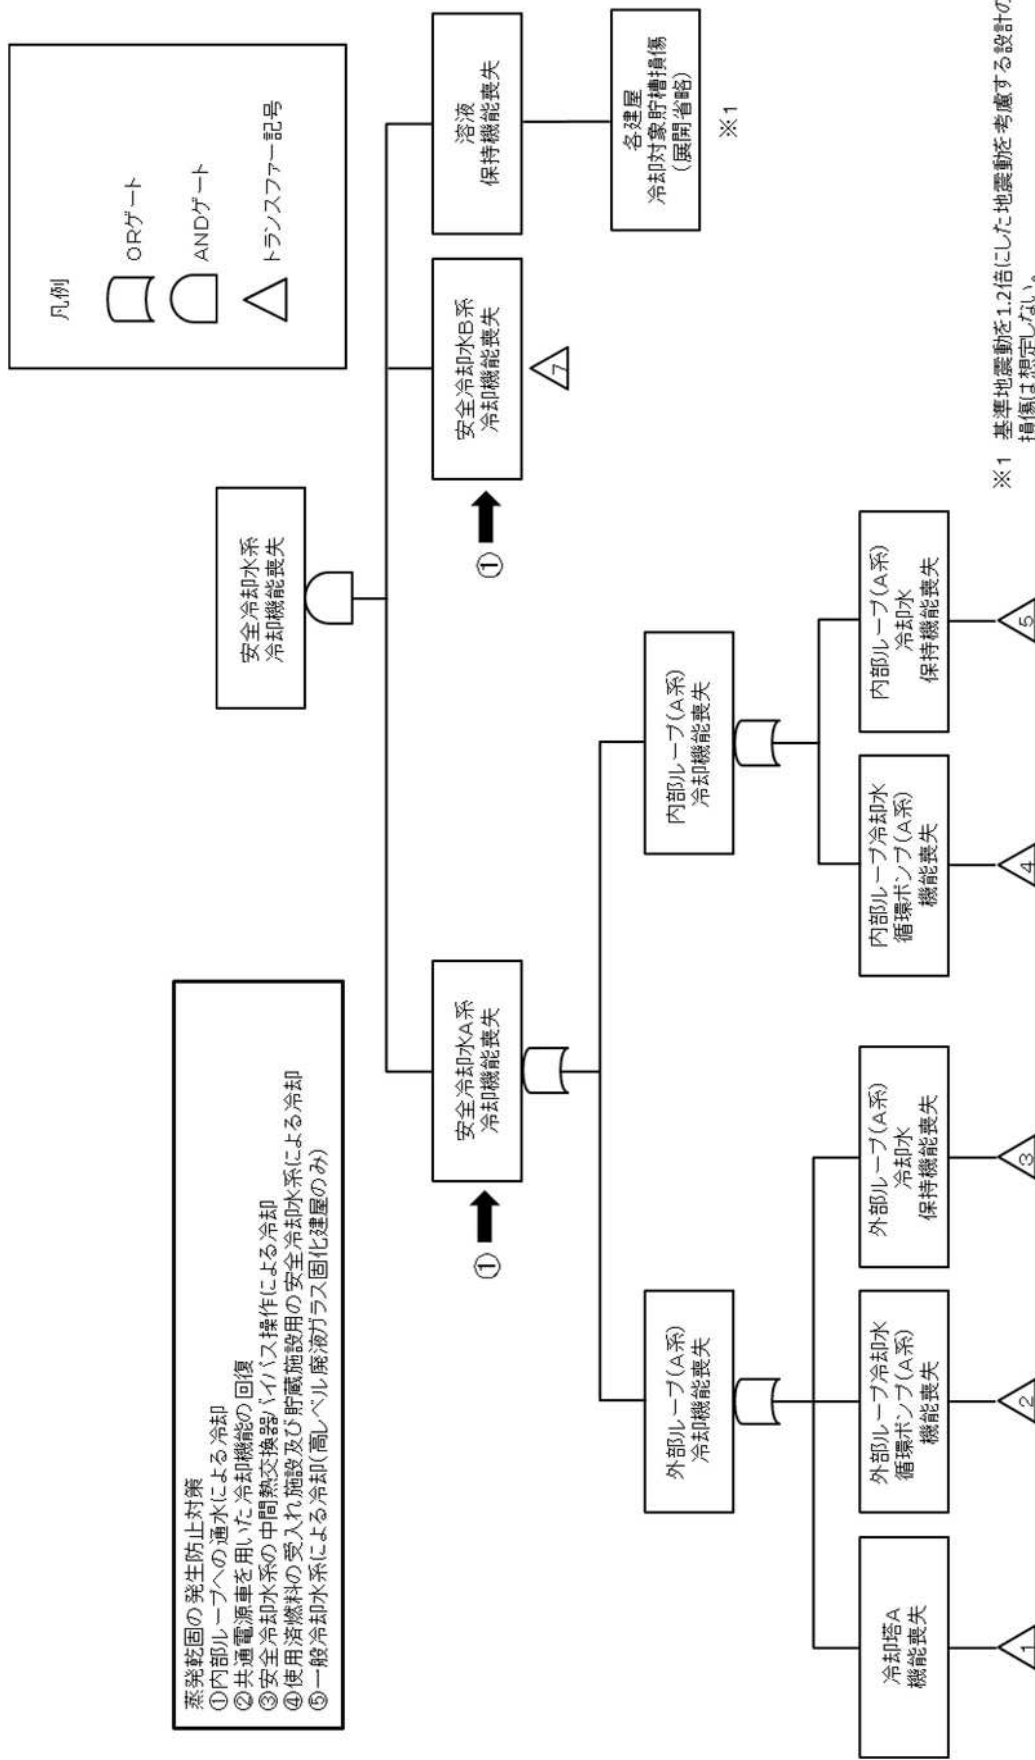 蒸発乾固の発生防止対策
①内部ループへの通水による冷却
②共通電源車を用いた冷却機能の回復
③安全冷却水系の中間熱交換器バイパス操作による冷却
④使用済燃料の受入れ施設及び貯蔵施設用の安全冷却水系による冷却
⑤一般冷却水系による冷却(高レベル廃液ガラス固化建屋のみ)
凡例
ORゲート
ANDゲート
トランスファー記号
安全冷却水系
冷却機能喪失
①
安全冷却水A系
冷却機能喪失
①
安全冷却水B系
冷却機能喪失
7
溶液
保持機能喪失
外部ループ(A系)
冷却機能喪失
内部ループ(A系)
冷却機能喪失
各建屋
冷却対象貯槽損傷
(展開省略)
※1
冷却塔A
機能喪失
1
外部ループ冷却水
循環ポンプ(A系)
機能喪失
2
外部ループ(A系)
冷却水
保持機能喪失
3
内部ループ冷却水
循環ポンプ(A系)
機能喪失
4
内部ループ(A系)
冷却水
保持機能喪失
5
※1 基準地震動を1.2倍にした地震動を考慮する設計の
損傷は想定しない。